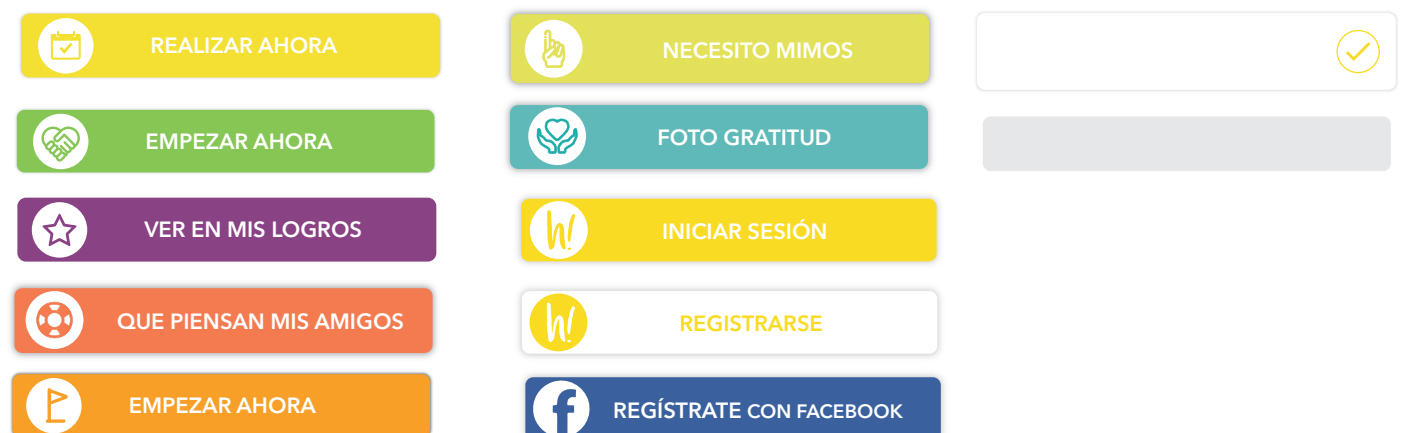 REALIZAR AHORA
EMPEZAR AHORA
VER EN MIS LOGROS
QUE PIENSAN MIS AMIGOS
EMPEZAR AHORA
NECESITO MIMOS
FOTO GRATITUD
h! INICIAR SESIÓN
h! REGISTRARSE
f REGÍSTRATE CON FACEBOOK